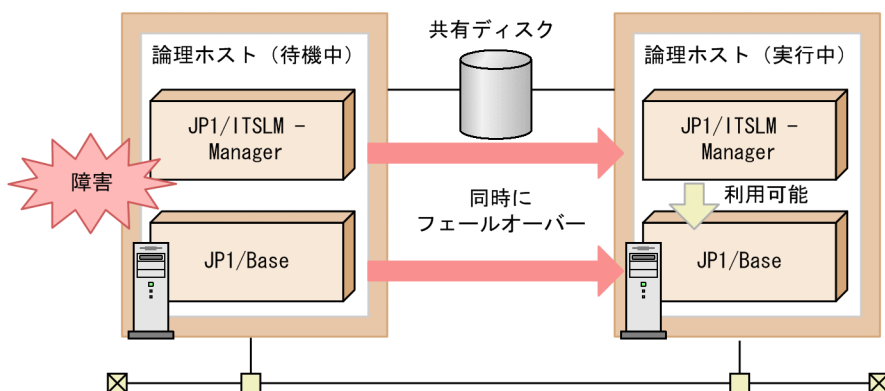 共有ディスク
論理ホスト（待機中）
論理ホスト（実行中）
JP1/ITSLM －
Manager
JP1/ITSLM －
Manager
障害
同時に
フェールオーバー
利用可能
JP1/Base
JP1/Base